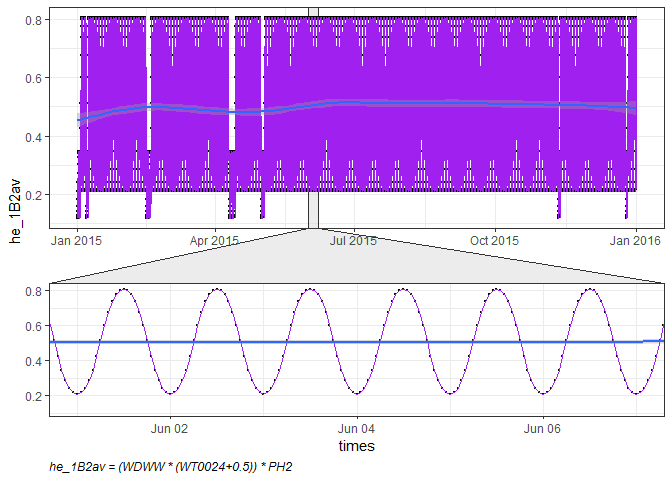 0.8
0.6
0.4
0.2
he_1B2av
Jan 2015 Apr 2015 Jul 2015 Oct 2015 Jan 2016
0.8
0.6
0.4
0.2
Jun 02 Jun 04 Jun 06
times
he_1B2av = (WDWW * (WT0024+0.5)) * PH2